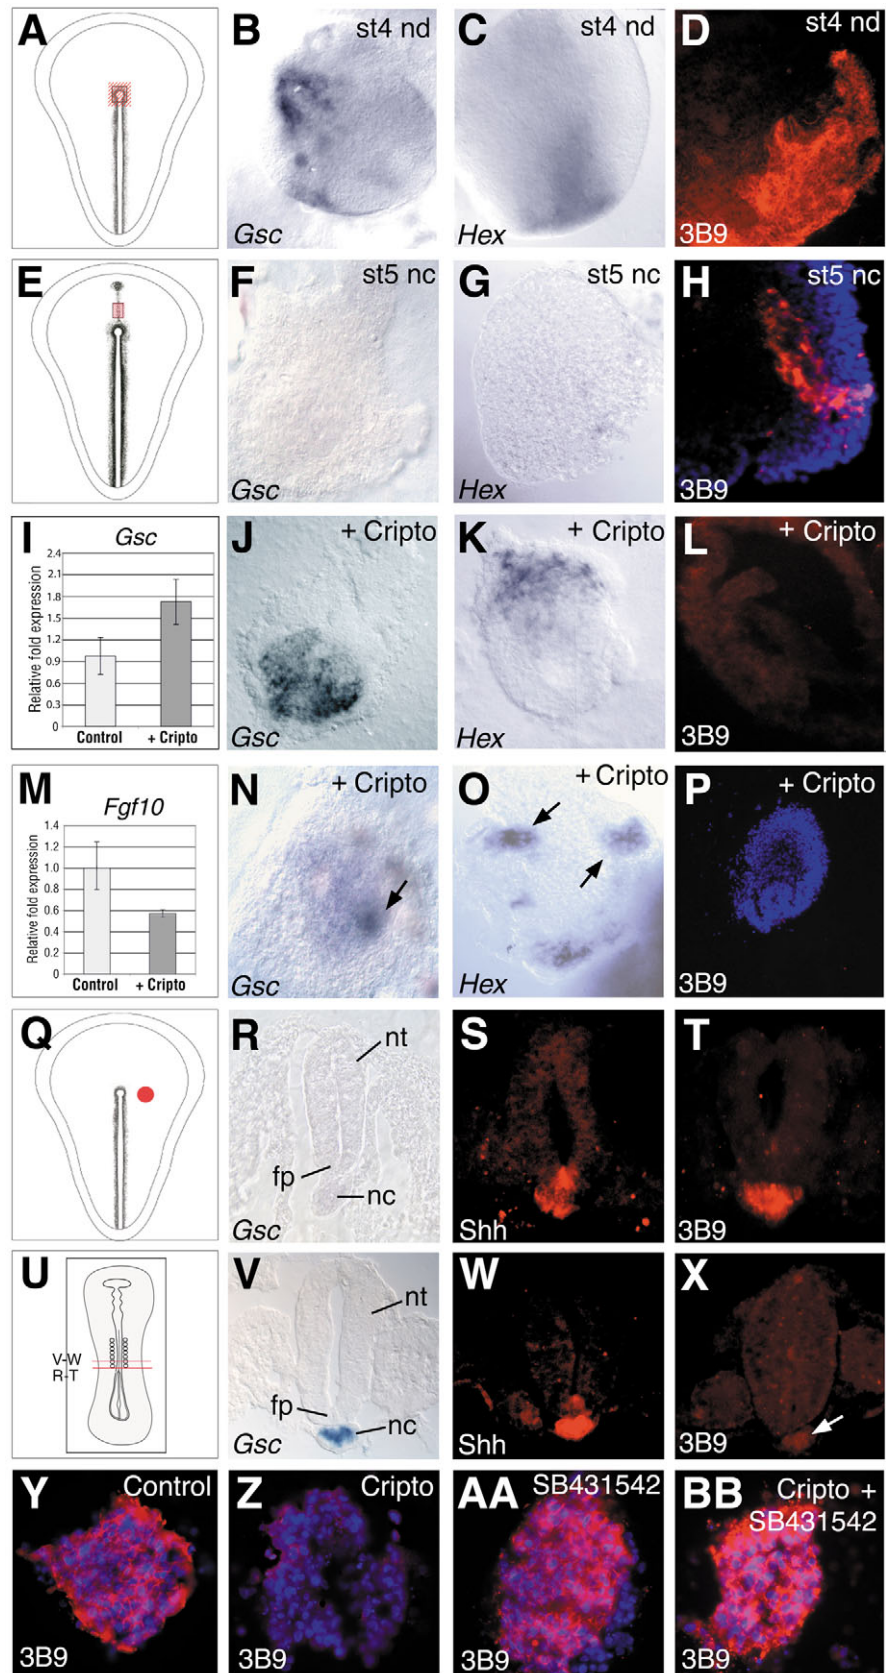 A
B st4 nd
Gsc
C st4 nd
Hex
D st4 nd
3B9
E
F st5 nc
Gsc
G st5 nc
Hex
H st5 nc
3B9
I Gsc
Relative fold expression
2.4
2.1
1.8
1.5
1.2
0.9
0.6
0.3
0
Control + Cripto
J + Cripto
Gsc
K + Cripto
Hex
L + Cripto
3B9
M Fgf10
Relative fold expression
1.4
1.2
1.0
0.8
0.6
0.4
0.2
0
Control + Cripto
N + Cripto
Gsc
O + Cripto
Hex
P + Cripto
3B9
Q
R
nt
fp
nc
Gsc
S
Shh
T
3B9
U
V-W
R-T
V
nt
fp
nc
Gsc
W
Shh
X
3B9
Y Control
3B9
Z Cripto
AA SB431542
3B9
BB Cripto +
SB431542
3B9